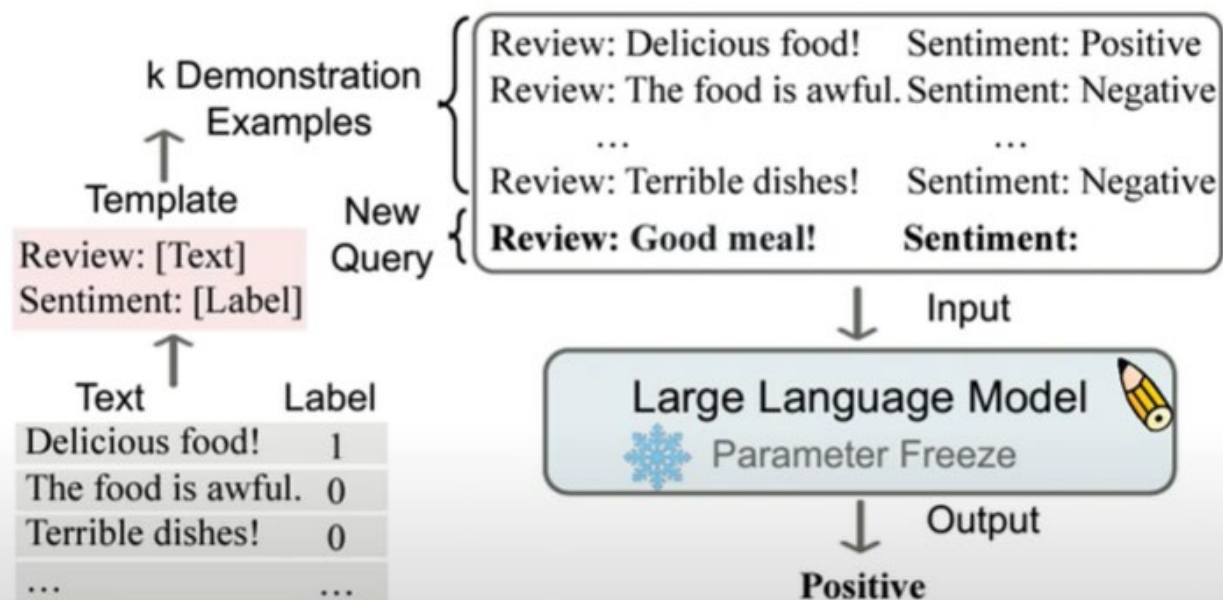 k Demonstration
Examples
Template
Review: [Text]
Sentiment: [Label]
Text Label
Delicious food! 1
The food is awful. 0
Terrible dishes! 0
... ...
New
Query
Review: Delicious food! Sentiment: Positive
Review: The food is awful. Sentiment: Negative
... ...
Review: Terrible dishes! Sentiment: Negative
Review: Good meal! Sentiment:
Input
Large Language Model
Parameter Freeze
Output
Positive